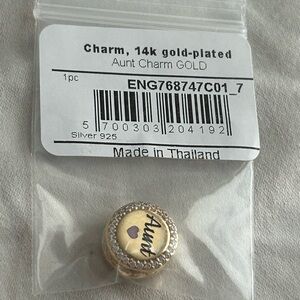 Charm, 14k gold-plated
Aunt Charm GOLD
1pc
ENG768747C01_7
5 700303 204192
Silver 925
Made in Thailand
Aunt